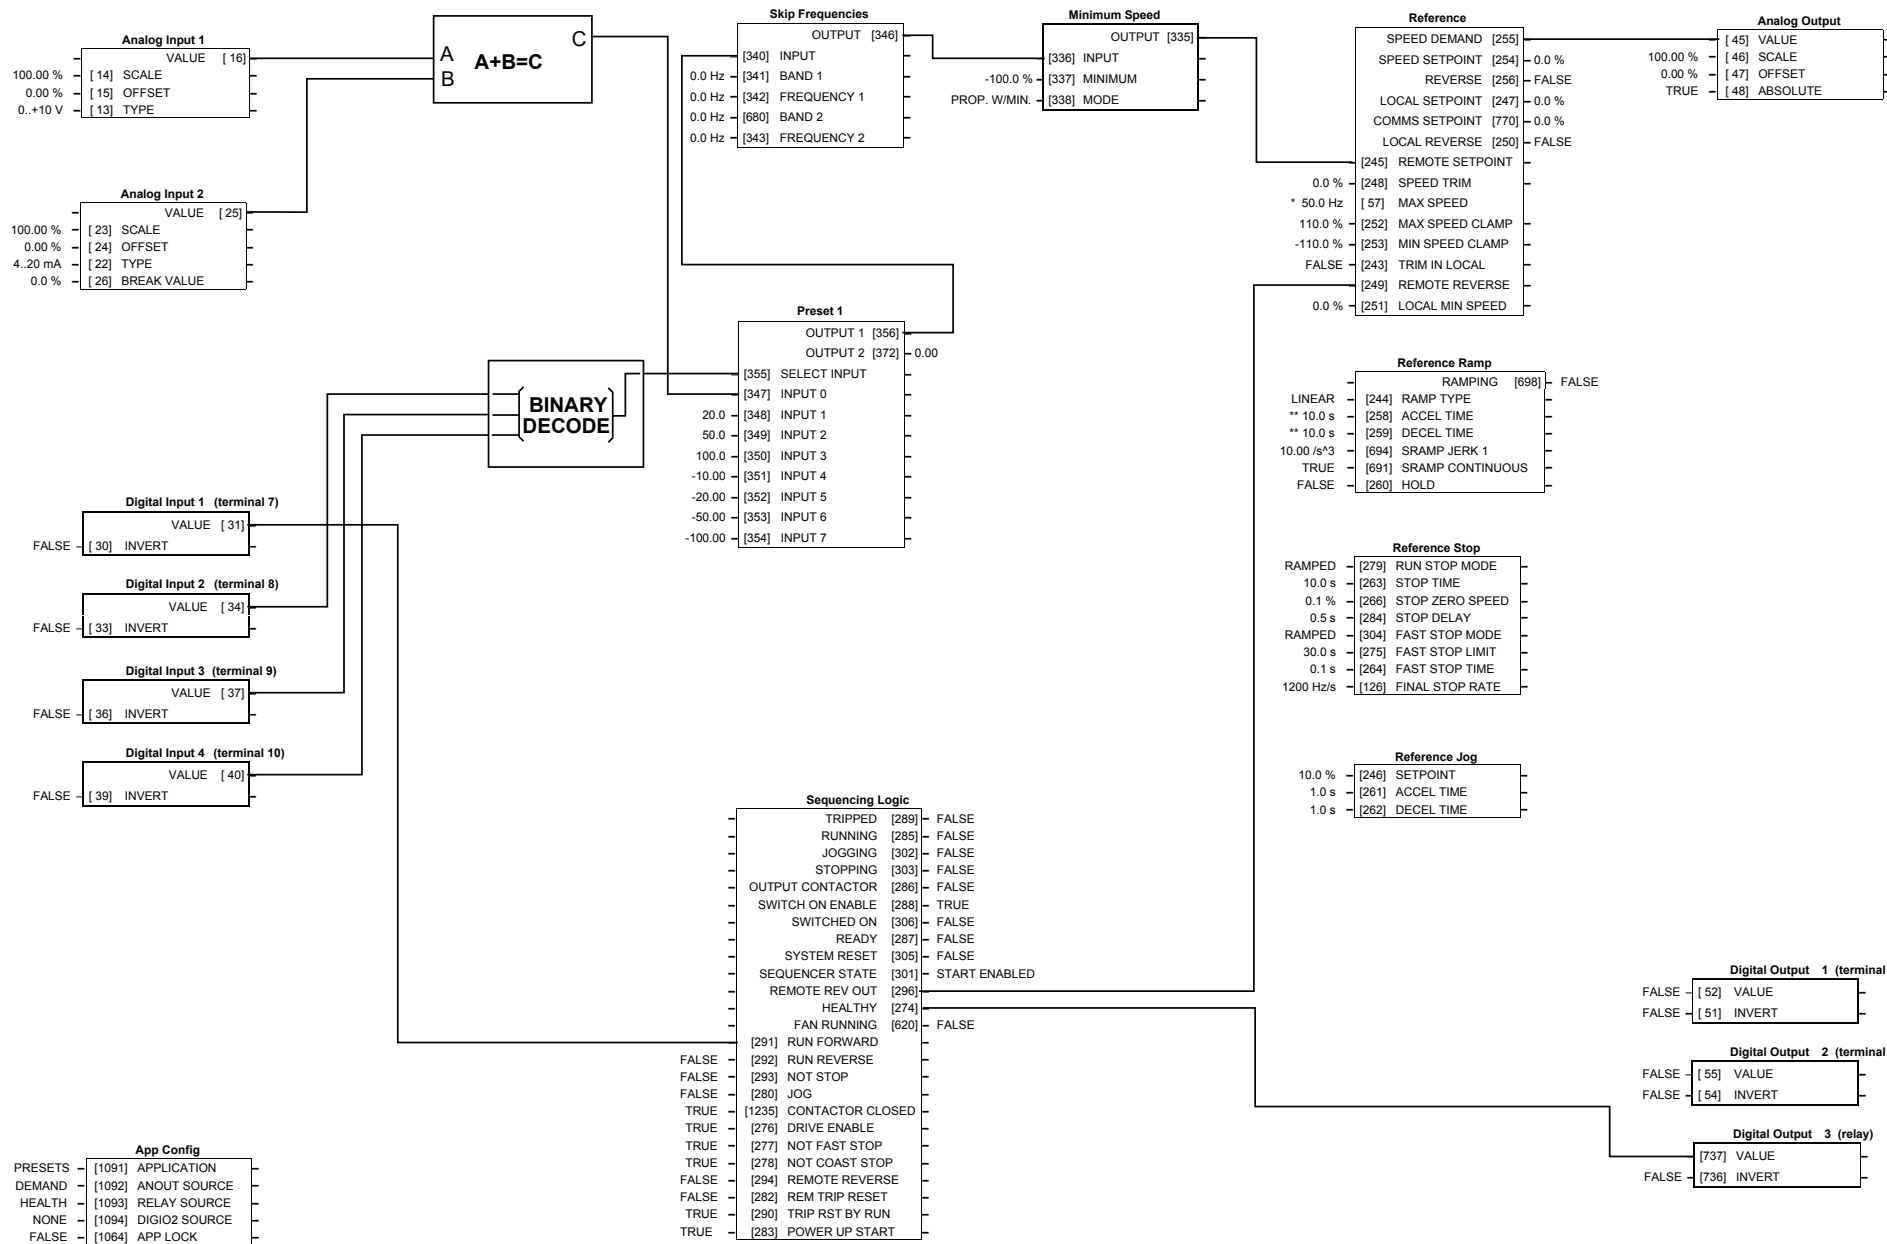 Analog Input 1
VALUE [ 16]
100.00 % [ 14] SCALE
0.00 % [ 15] OFFSET
0..+10 V [ 13] TYPE
A
B
A+B=C
C
Skip Frequencies
OUTPUT [346]
[340] INPUT
0.0 Hz [341] BAND 1
0.0 Hz [342] FREQUENCY 1
0.0 Hz [680] BAND 2
0.0 Hz [343] FREQUENCY 2
Minimum Speed
OUTPUT [335]
[336] INPUT
-100.0 % [337] MINIMUM
PROP. W/MIN. [338] MODE
Reference
SPEED DEMAND [255]
SPEED SETPOINT [254] 0.0 %
REVERSE [256] FALSE
LOCAL SETPOINT [247] 0.0 %
COMMS SETPOINT [770] 0.0 %
LOCAL REVERSE [250] FALSE
[245] REMOTE SETPOINT
0.0 % [248] SPEED TRIM
* 50.0 Hz [ 57] MAX SPEED
110.0 % [252] MAX SPEED CLAMP
-110.0 % [253] MIN SPEED CLAMP
FALSE [243] TRIM IN LOCAL
[249] REMOTE REVERSE
0.0 % [251] LOCAL MIN SPEED
Analog Output
[ 45] VALUE
100.00 % [ 46] SCALE
0.00 % [ 47] OFFSET
TRUE [ 48] ABSOLUTE
Analog Input 2
VALUE [ 25]
100.00 % [ 23] SCALE
0.00 % [ 24] OFFSET
4..20 mA [ 22] TYPE
0.0 % [ 26] BREAK VALUE
Preset 1
OUTPUT 1 [356]
OUTPUT 2 [372] 0.00
[355] SELECT INPUT
[347] INPUT 0
20.0 [348] INPUT 1
50.0 [349] INPUT 2
100.0 [350] INPUT 3
-10.00 [351] INPUT 4
-20.00 [352] INPUT 5
-50.00 [353] INPUT 6
-100.00 [354] INPUT 7
BINARY
DECODE
Reference Ramp
RAMPING [698] FALSE
LINEAR [244] RAMP TYPE
** 10.0 s [258] ACCEL TIME
** 10.0 s [259] DECEL TIME
10.00 /s^3 [694] SRAMP JERK 1
TRUE [691] SRAMP CONTINUOUS
FALSE [260] HOLD
Digital Input 1 (terminal 7)
VALUE [ 31]
FALSE [ 30] INVERT
Digital Input 2 (terminal 8)
VALUE [ 34]
FALSE [ 33] INVERT
Digital Input 3 (terminal 9)
VALUE [ 37]
FALSE [ 36] INVERT
Digital Input 4 (terminal 10)
VALUE [ 40]
FALSE [ 39] INVERT
Reference Stop
RAMPED [279] RUN STOP MODE
10.0 s [263] STOP TIME
0.1 % [266] STOP ZERO SPEED
0.5 s [284] STOP DELAY
RAMPED [304] FAST STOP MODE
30.0 s [275] FAST STOP LIMIT
0.1 s [264] FAST STOP TIME
1200 Hz/s [126] FINAL STOP RATE
Reference Jog
10.0 % [246] SETPOINT
1.0 s [261] ACCEL TIME
1.0 s [262] DECEL TIME
Sequencing Logic
TRIPPED [289] FALSE
RUNNING [285] FALSE
JOGGING [302] FALSE
STOPPING [303] FALSE
OUTPUT CONTACTOR [286] FALSE
SWITCH ON ENABLE [288] TRUE
SWITCHED ON [306] FALSE
READY [287] FALSE
SYSTEM RESET [305] FALSE
SEQUENCER STATE [301] START ENABLED
REMOTE REV OUT [296]
HEALTHY [274]
FAN RUNNING [620] FALSE
[291] RUN FORWARD
FALSE [292] RUN REVERSE
FALSE [293] NOT STOP
FALSE [280] JOG
TRUE [1235] CONTACTOR CLOSED
TRUE [276] DRIVE ENABLE
TRUE [277] NOT FAST STOP
TRUE [278] NOT COAST STOP
FALSE [294] REMOTE REVERSE
FALSE [282] REM TRIP RESET
TRUE [290] TRIP RST BY RUN
TRUE [283] POWER UP START
Digital Output 1 (terminal
FALSE [ 52] VALUE
FALSE [ 51] INVERT
Digital Output 2 (terminal
FALSE [ 55] VALUE
FALSE [ 54] INVERT
Digital Output 3 (relay)
[737] VALUE
FALSE [736] INVERT
App Config
PRESETS [1091] APPLICATION
DEMAND [1092] ANOUT SOURCE
HEALTH [1093] RELAY SOURCE
NONE [1094] DIGIO2 SOURCE
FALSE [1064] APP LOCK